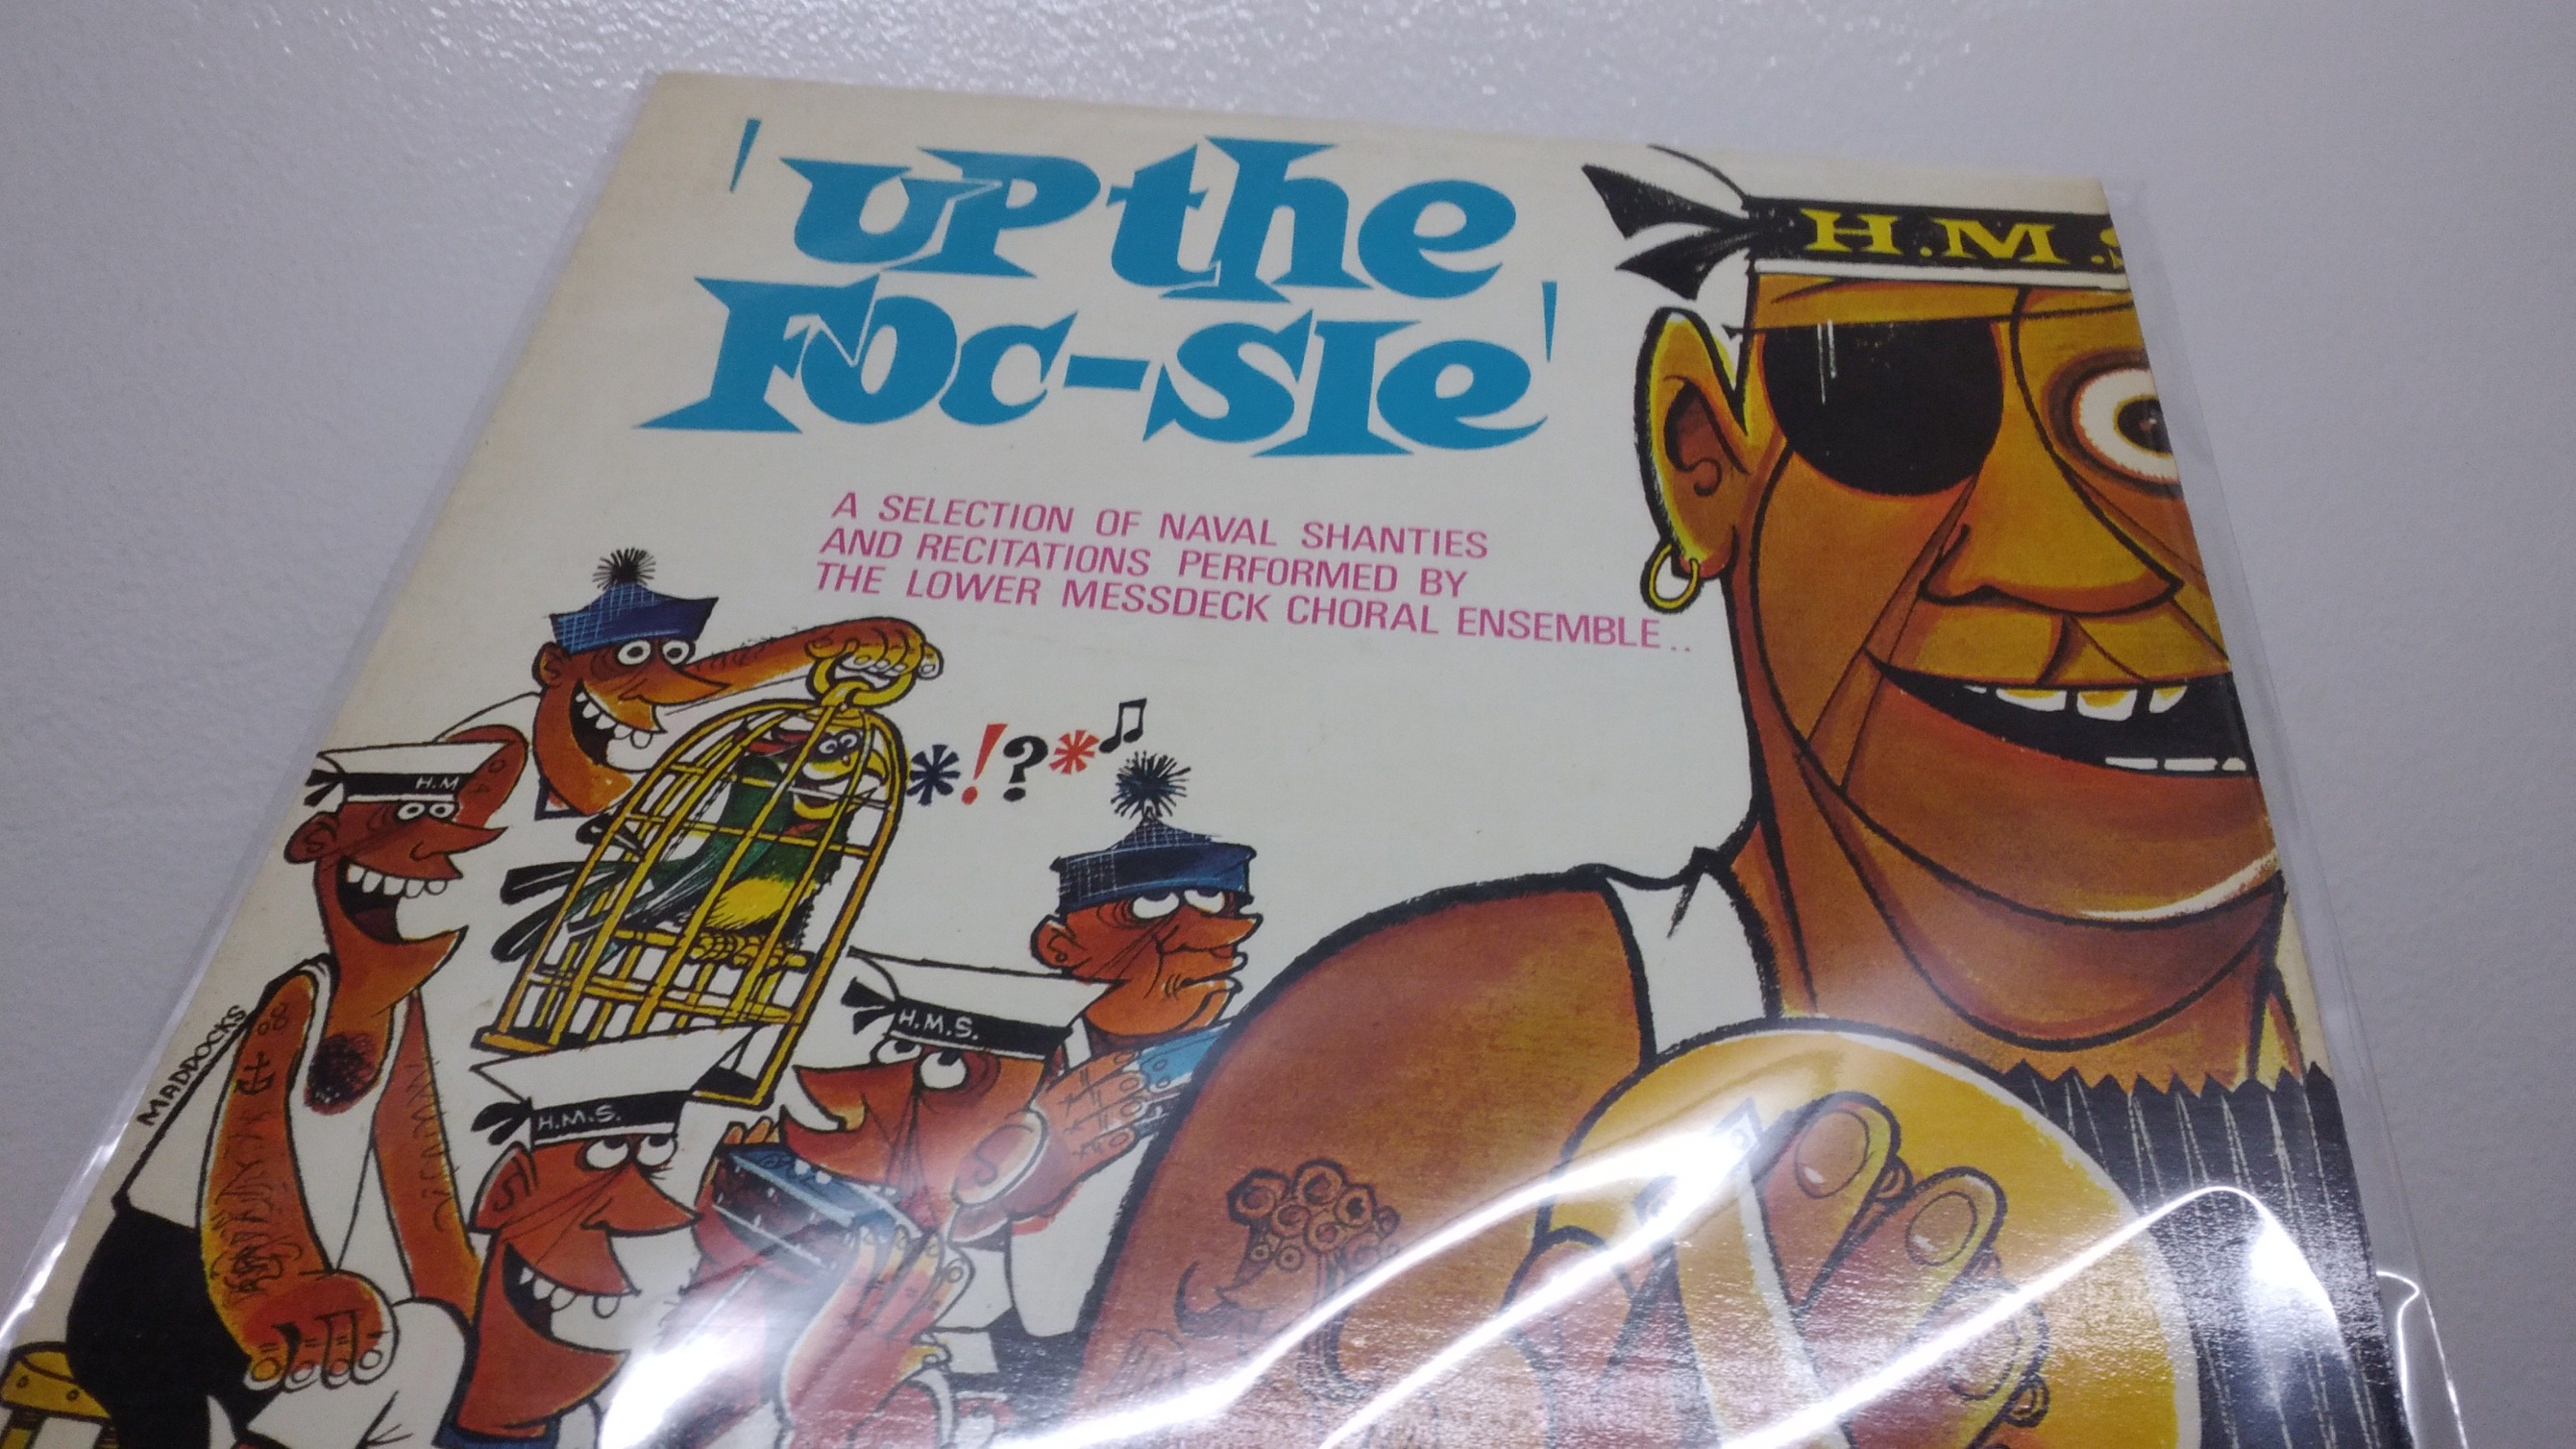 'UP the
FOC-SLe'
A SELECTION OF NAVAL SHANTIES
AND RECITATIONS PERFORMED BY
THE LOWER MESSDECK CHORAL ENSEMBLE..
H.M.S
*!?*♫
H.M
H.M.S.
H.M.S.
MADDOCKS